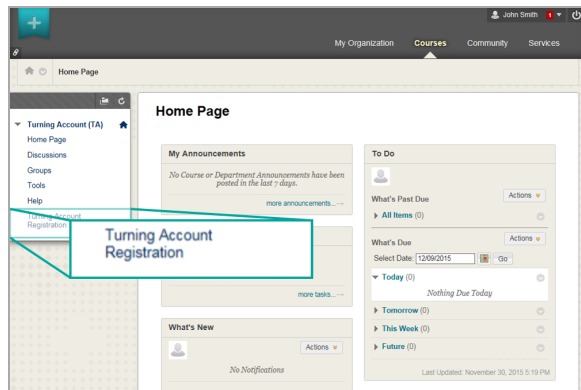 John Smith 1
My Organization Courses Community Services
Home Page
Turning Account (TA)
Home Page
Discussions
Groups
Tools
Help
Turning Account
Registration
Turning Account
Registration
Home Page
My Announcements
No Course or Department Announcements have been
posted in the last 7 days.
more announcements...→
more tasks...→
What's New
Actions
No Notifications
To Do
What's Past Due
Actions
All Items (0)
What's Due
Actions
Select Date: 12/09/2015 Go
Today (0)
Nothing Due Today
Tomorrow (0)
This Week (0)
Future (0)
Last Updated: November 30, 2015 5:19 PM